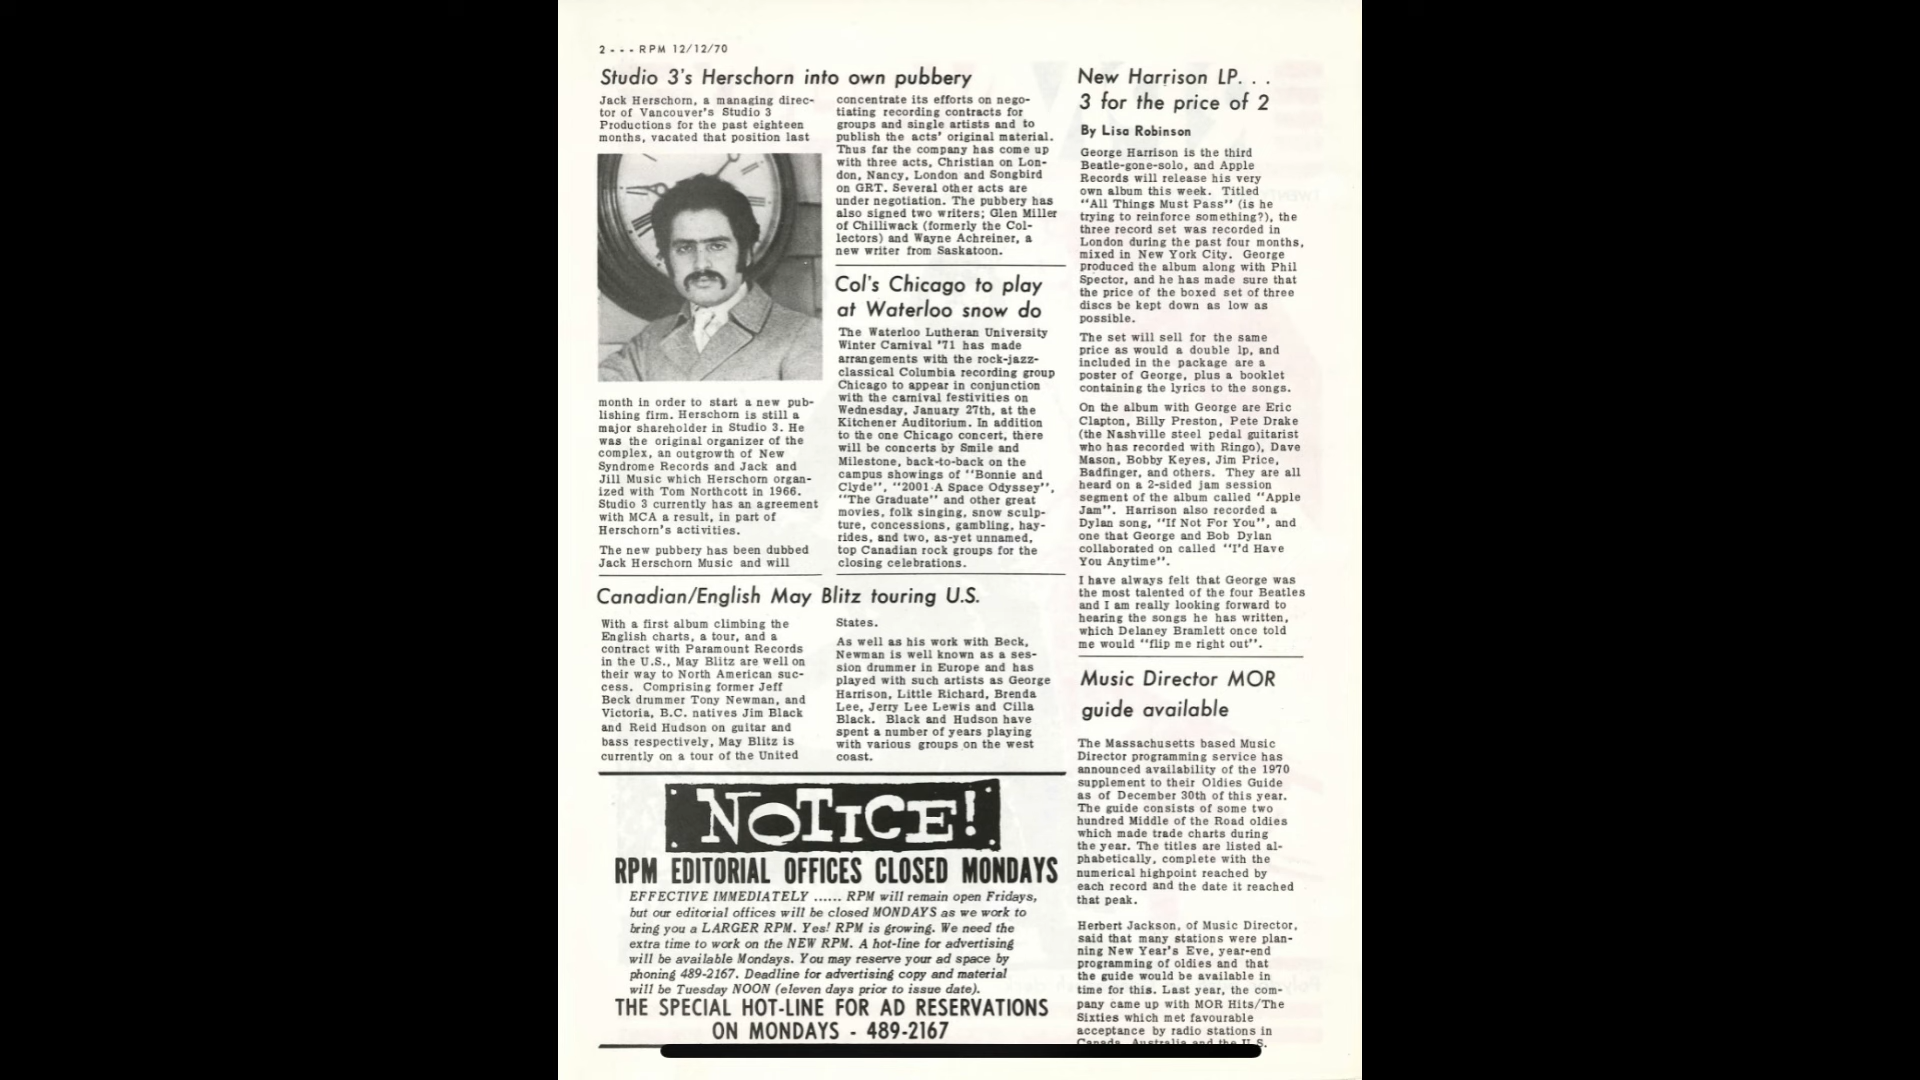 2 - - - RPM 12/12/70
Studio 3's Herschorn into own pubbery
Jack Herschorn, a managing direc-
tor of Vancouver's Studio 3
Productions for the past eighteen
months, vacated that position last
month in order to start a new pub-
lishing firm. Herschorn is still a
major shareholder in Studio 3. He
was the original organizer of the
complex, an outgrowth of New
Syndrome Records and Jack and
Jill Music which Herschorn organ-
ized with Tom Northcott in 1966.
Studio 3 currently has an agreement
with MCA a result, in part of
Herschorn's activities.
The new pubbery has been dubbed
Jack Herschorn Music and will
concentrate its efforts on nego-
tiating recording contracts for
groups and single artists and to
publish the acts' original material.
Thus far the company has come up
with three acts, Christian on Lon-
don, Nancy, London and Songbird
on GRT. Several other acts are
under negotiation. The pubbery has
also signed two writers; Glen Miller
of Chilliwack (formerly the Col-
lectors) and Wayne Achreiner, a
new writer from Saskatoon.
Col's Chicago to play
at Waterloo snow do
The Waterloo Lutheran University
Winter Carnival '71 has made
arrangements with the rock-jazz-
classical Columbia recording group
Chicago to appear in conjunction
with the carnival festivities on
Wednesday, January 27th, at the
Kitchener Auditorium. In addition
to the one Chicago concert, there
will be concerts by Smile and
Milestone, back-to-back on the
campus showings of "Bonnie and
Clyde", "2001 A Space Odyssey",
"The Graduate" and other great
movies, folk singing, snow sculp-
ture, concessions, gambling, hay-
rides, and two, as-yet unnamed,
top Canadian rock groups for the
closing celebrations.
Canadian/English May Blitz touring U.S.
With a first album climbing the
English charts, a tour, and a
contract with Paramount Records
in the U.S., May Blitz are well on
their way to North American suc-
cess. Comprising former Jeff
Beck drummer Tony Newman, and
Victoria, B.C. natives Jim Black
and Reid Hudson on guitar and
bass respectively, May Blitz is
currently on a tour of the United
States.
As well as his work with Beck,
Newman is well known as a ses-
sion drummer in Europe and has
played with such artists as George
Harrison, Little Richard, Brenda
Lee, Jerry Lee Lewis and Cilla
Black. Black and Hudson have
spent a number of years playing
with various groups on the west
coast.
NOTICE!
RPM EDITORIAL OFFICES CLOSED MONDAYS
EFFECTIVE IMMEDIATELY ...... RPM will remain open Fridays,
but our editorial offices will be closed MONDAYS as we work to
bring you a LARGER RPM. Yes! RPM is growing. We need the
extra time to work on the NEW RPM. A hot-line for advertising
will be available Mondays. You may reserve your ad space by
phoning 489-2167. Deadline for advertising copy and material
will be Tuesday NOON (eleven days prior to issue date).
THE SPECIAL HOT-LINE FOR AD RESERVATIONS
ON MONDAYS - 489-2167
New Harrison LP. . .
3 for the price of 2
By Lisa Robinson
George Harrison is the third
Beatle-gone-solo, and Apple
Records will release his very
own album this week. Titled
"All Things Must Pass" (is he
trying to reinforce something?), the
three record set was recorded in
London during the past four months,
mixed in New York City. George
produced the album along with Phil
Spector, and he has made sure that
the price of the boxed set of three
discs be kept down as low as
possible.
The set will sell for the same
price as would a double lp, and
included in the package are a
poster of George, plus a booklet
containing the lyrics to the songs.
On the album with George are Eric
Clapton, Billy Preston, Pete Drake
(the Nashville steel pedal guitarist
who has recorded with Ringo), Dave
Mason, Bobby Keyes, Jim Price,
Badfinger, and others. They are all
heard on a 2-sided jam session
segment of the album called "Apple
Jam". Harrison also recorded a
Dylan song, "If Not For You", and
one that George and Bob Dylan
collaborated on called "I'd Have
You Anytime".
I have always felt that George was
the most talented of the four Beatles
and I am really looking forward to
hearing the songs he has written,
which Delaney Bramlett once told
me would "flip me right out".
Music Director MOR
guide available
The Massachusetts based Music
Director programming service has
announced availability of the 1970
supplement to their Oldies Guide
as of December 30th of this year.
The guide consists of some two
hundred Middle of the Road oldies
which made trade charts during
the year. The titles are listed al-
phabetically, complete with the
numerical highpoint reached by
each record and the date it reached
that peak.
Herbert Jackson, of Music Director,
said that many stations were plan-
ning New Year's Eve, year-end
programming of oldies and that
the guide would be available in
time for this. Last year, the com-
pany came up with MOR Hits/The
Sixties which met favourable
acceptance by radio stations in
Canada, Australia and the U.S.